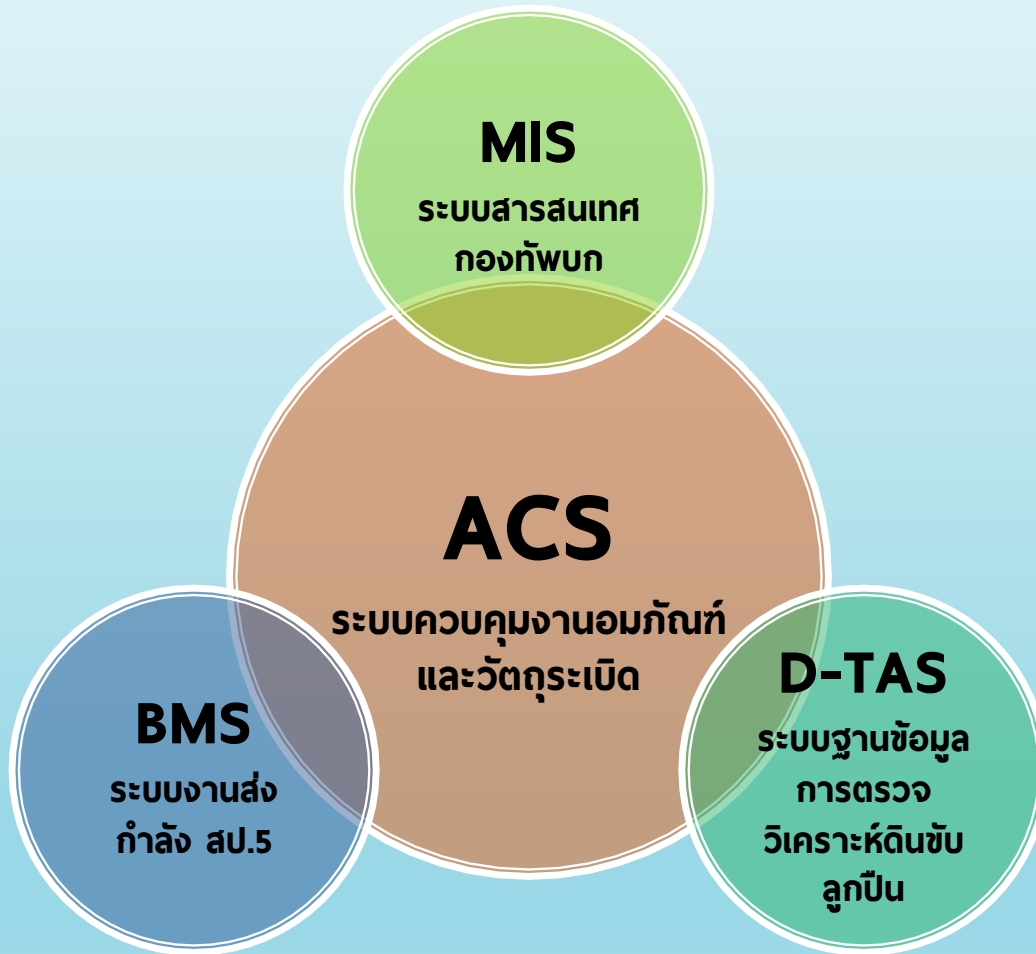 MIS
ระบบสารสนเทศ
กองทัพบก
ACS
ระบบควบคุมงานอมภัณฑ์
และวัตถุระเบิด
BMS
ระบบงานส่ง
กำลัง สป.5
D-TAS
ระบบฐานข้อมูล
การตรวจ
วิเคราะห์ดินขับ
ลูกปืน